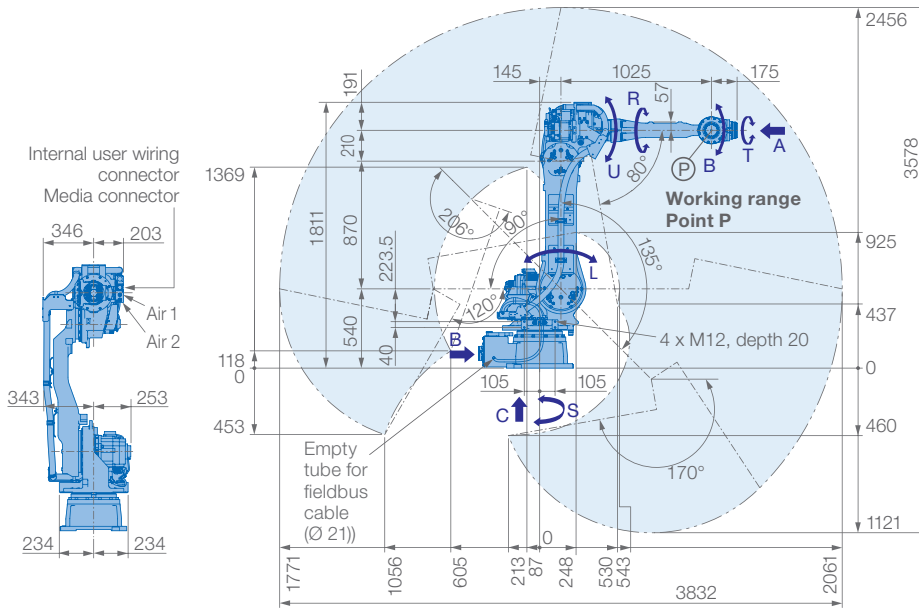 2456
145
1025
175
191
57
R
210
U
80°
B
T
A
P
Working range
Point P
3578
Internal user wiring
connector
Media connector
1369
1811
870
206°
90°
135°
925
346
203
223.5
L
120°
Air 1
Air 2
540
437
4 x M12, depth 20
118
B
40
0
0
105
105
343
253
C
S
453
460
Empty
tube for
fieldbus
cable
(Ø 21))
170°
1121
234
234
0
1771
1056
605
213
87
248
530
543
2061
3832